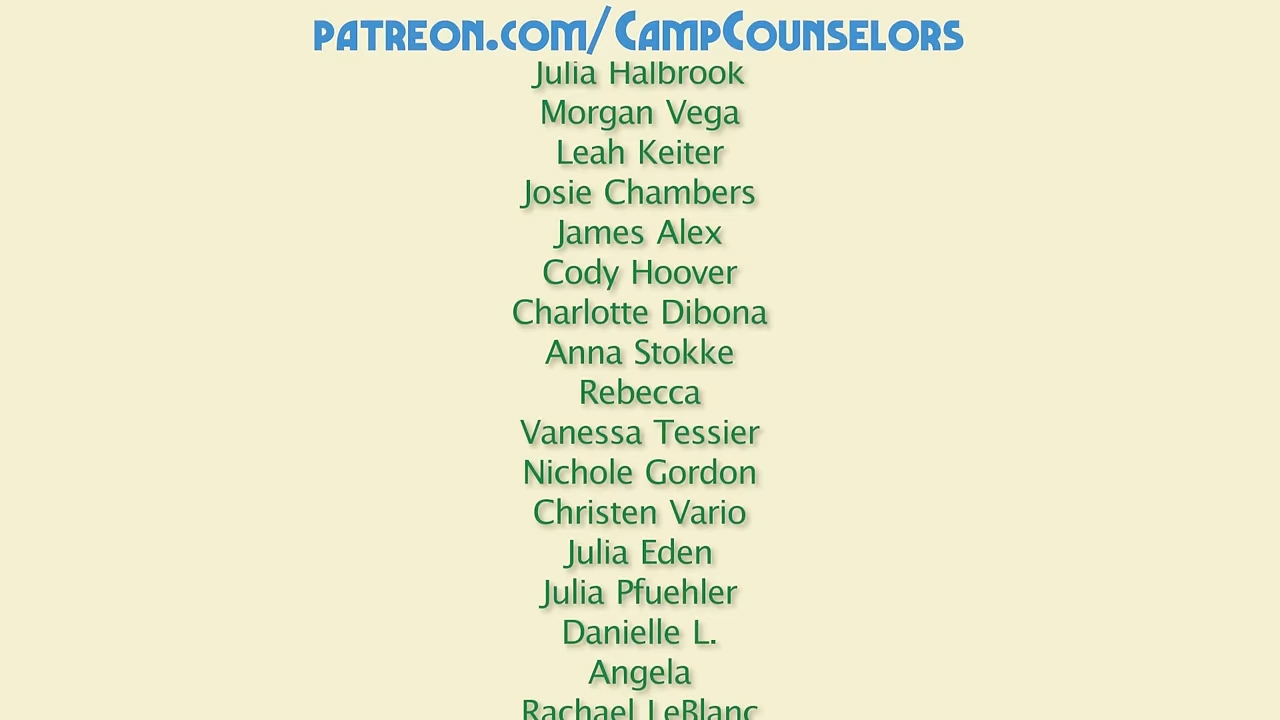 patreon.com/CampCounselors
Julia Halbrook
Morgan Vega
Leah Keiter
Josie Chambers
James Alex
Cody Hoover
Charlotte Dibona
Anna Stokke
Rebecca
Vanessa Tessier
Nichole Gordon
Christen Vario
Julia Eden
Julia Pfuehler
Danielle L.
Angela
Rachael LeBlanc